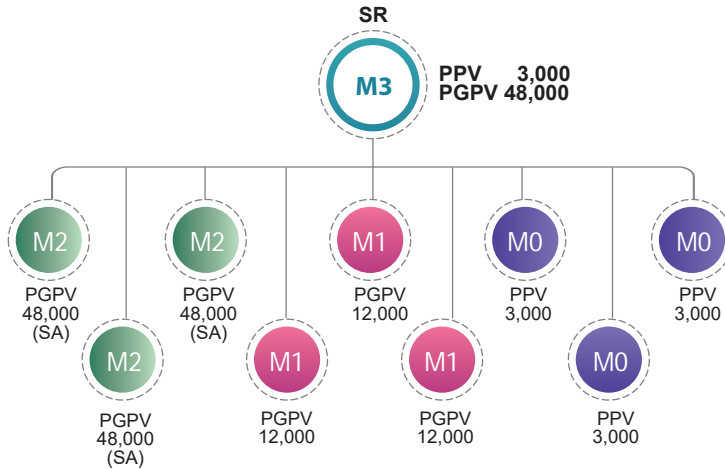 SR
M3
PPV 3,000
PGPV 48,000
M2
PGPV
48,000
(SA)
M2
PGPV
48,000
(SA)
M1
PGPV
12,000
M0
PPV
3,000
M0
PPV
3,000
M2
PGPV
48,000
(SA)
M1
PGPV
12,000
M1
PGPV
12,000
M0
PPV
3,000